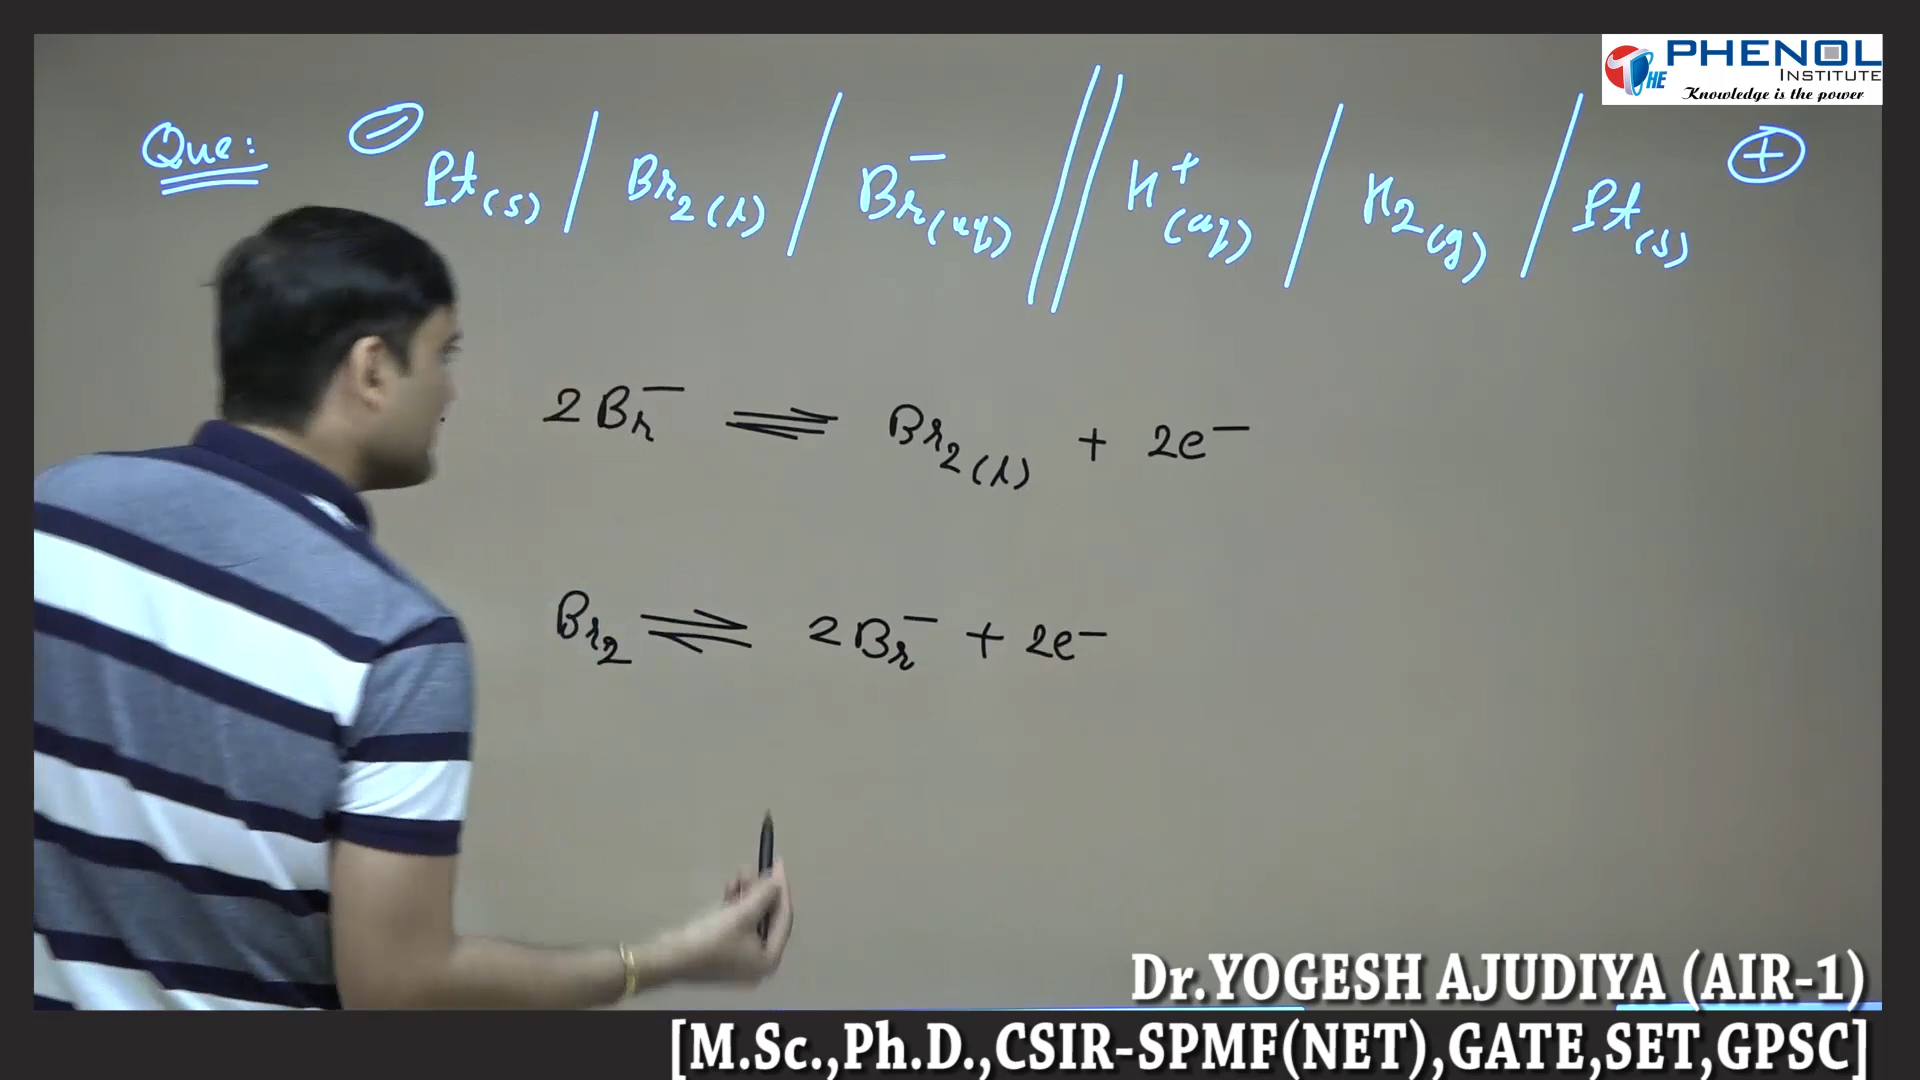 THE PHENOL
INSTITUTE
Knowledge is the power
Que: ⊖ Pt(s) / Br2(l) / Br⁻(aq) // H⁺(aq) / H2(g) / Pt(s) ⊕
2Br⁻ ⇌ Br2(l) + 2e⁻
Br2 ⇌ 2Br⁻ + 2e⁻
Dr.YOGESH AJUDIYA (AIR-1)
[M.Sc.,Ph.D.,CSIR-SPMF(NET),GATE,SET,GPSC]